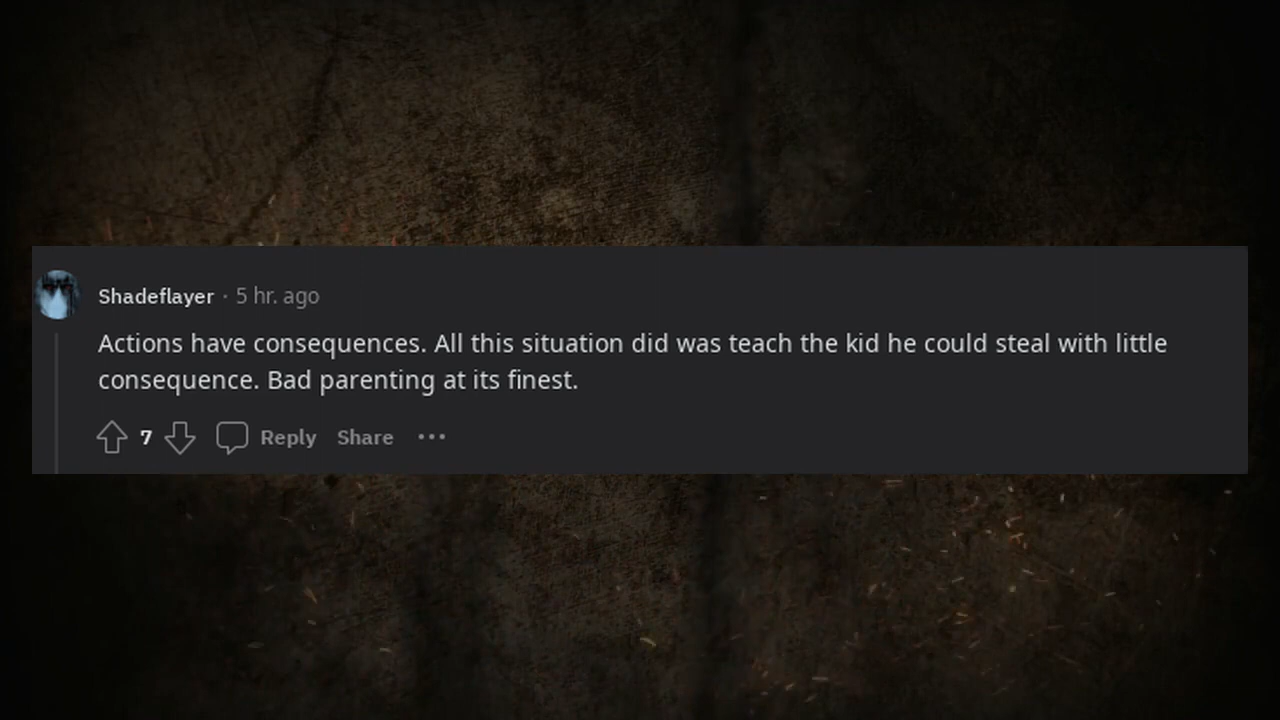 Shadeflayer · 5 hr. ago
Actions have consequences. All this situation did was teach the kid he could steal with little
consequence. Bad parenting at its finest.
7 Reply Share ···